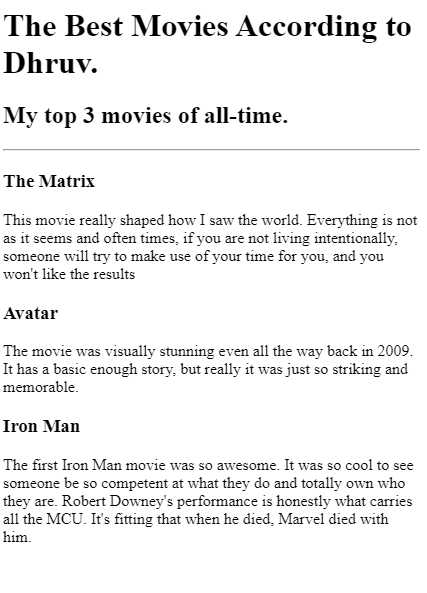 The Best Movies According to
Dhruv.
My top 3 movies of all-time.
The Matrix
This movie really shaped how I saw the world. Everything is not
as it seems and often times, if you are not living intentionally,
someone will try to make use of your time for you, and you
won't like the results
Avatar
The movie was visually stunning even all the way back in 2009.
It has a basic enough story, but really it was just so striking and
memorable.
Iron Man
The first Iron Man movie was so awesome. It was so cool to see
someone be so competent at what they do and totally own who
they are. Robert Downey's performance is honestly what carries
all the MCU. It's fitting that when he died, Marvel died with
him.